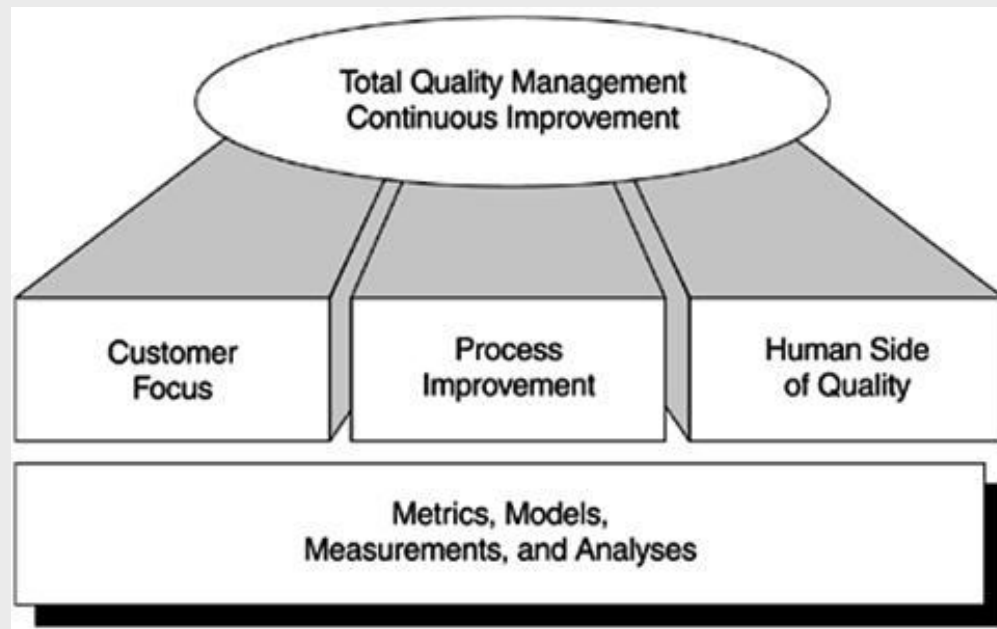 Total Quality Management
Continuous Improvement
Customer
Focus
Process
Improvement
Human Side
of Quality
Metrics, Models,
Measurements, and Analyses